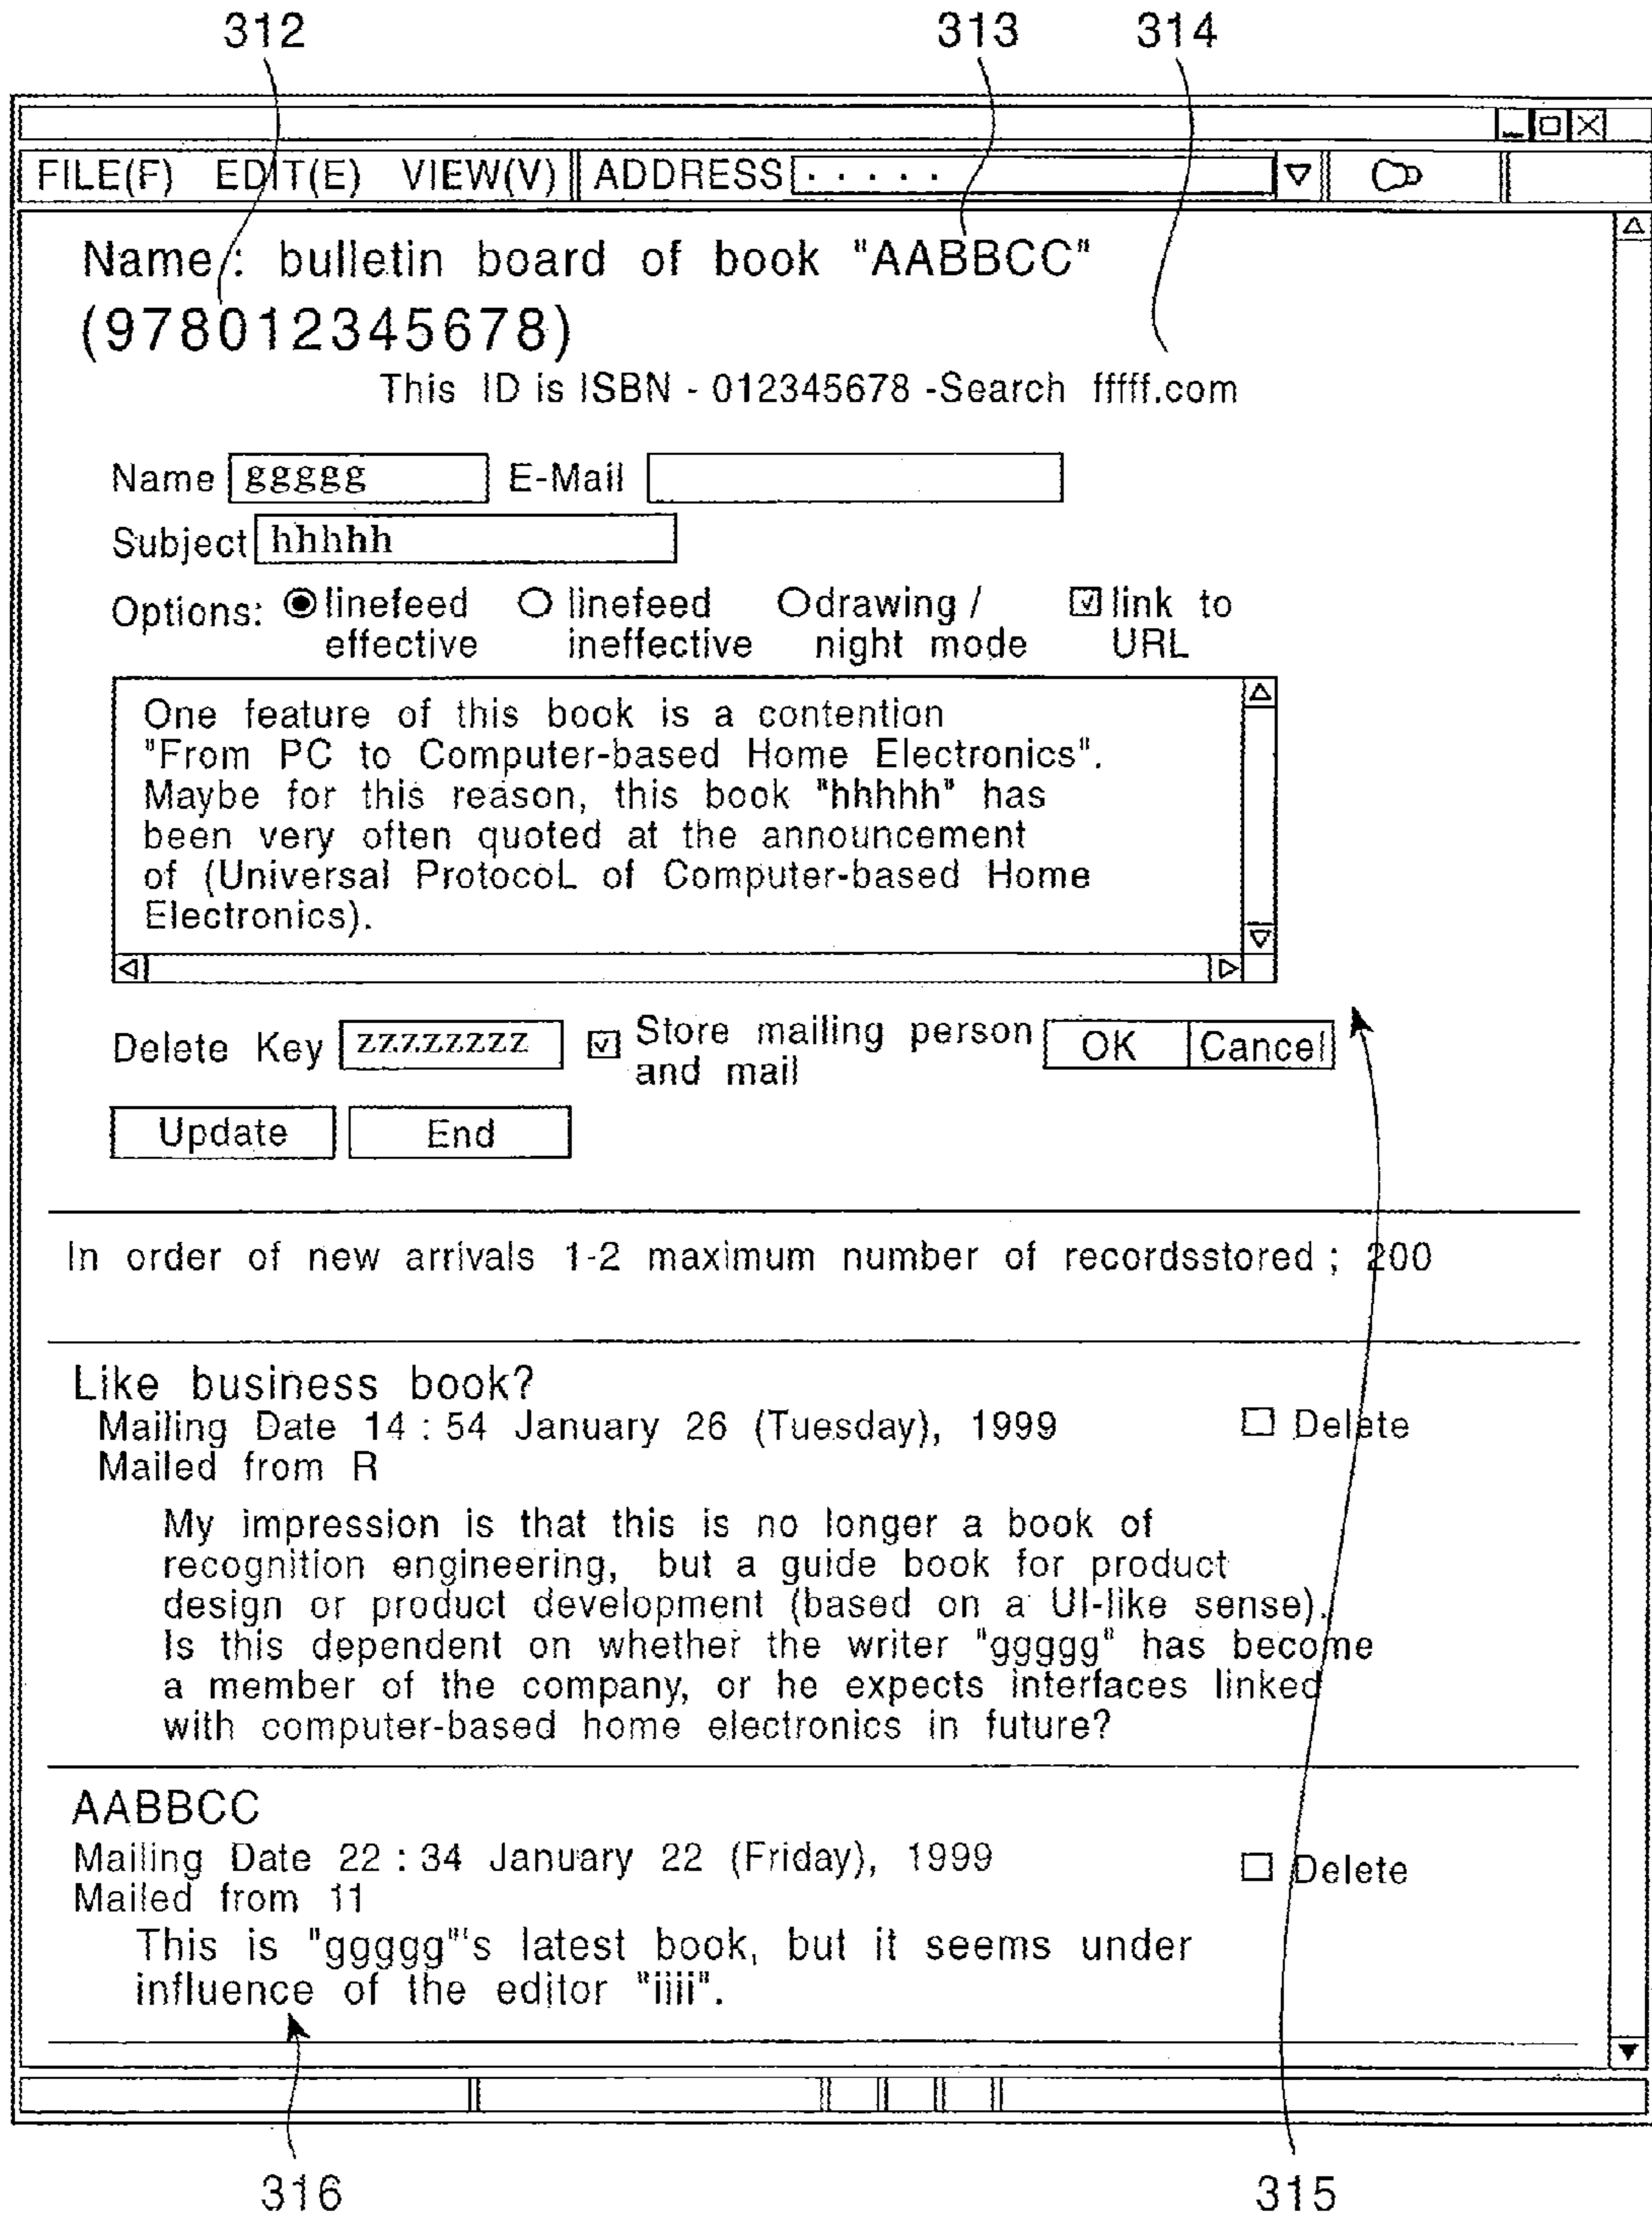 312 313 314
FILE(F) EDIT(E) VIEW(V) ADDRESS .....
Name: bulletin board of book "AABBCC"
(978012345678)
This ID is ISBN - 012345678 -Search fffff.com
Name ggggg E-Mail
Subject hhhhh
Options: linefeed effective linefeed ineffective drawing / night mode link to URL
One feature of this book is a contention
"From PC to Computer-based Home Electronics".
Maybe for this reason, this book "hhhhh" has
been very often quoted at the announcement
of (Universal ProtocoL of Computer-based Home
Electronics).
Delete Key zzzzzzzz Store mailing person and mail OK Cancel
Update End
In order of new arrivals 1-2 maximum number of recordsstored ; 200
Like business book?
Mailing Date 14 : 54 January 26 (Tuesday), 1999 Delete
Mailed from R
My impression is that this is no longer a book of
recognition engineering, but a guide book for product
design or product development (based on a UI-like sense).
Is this dependent on whether the writer "ggggg" has become
a member of the company, or he expects interfaces linked
with computer-based home electronics in future?
AABBCC
Mailing Date 22 : 34 January 22 (Friday), 1999 Delete
Mailed from 11
This is "ggggg"'s latest book, but it seems under
influence of the editor "iiii".
316 315